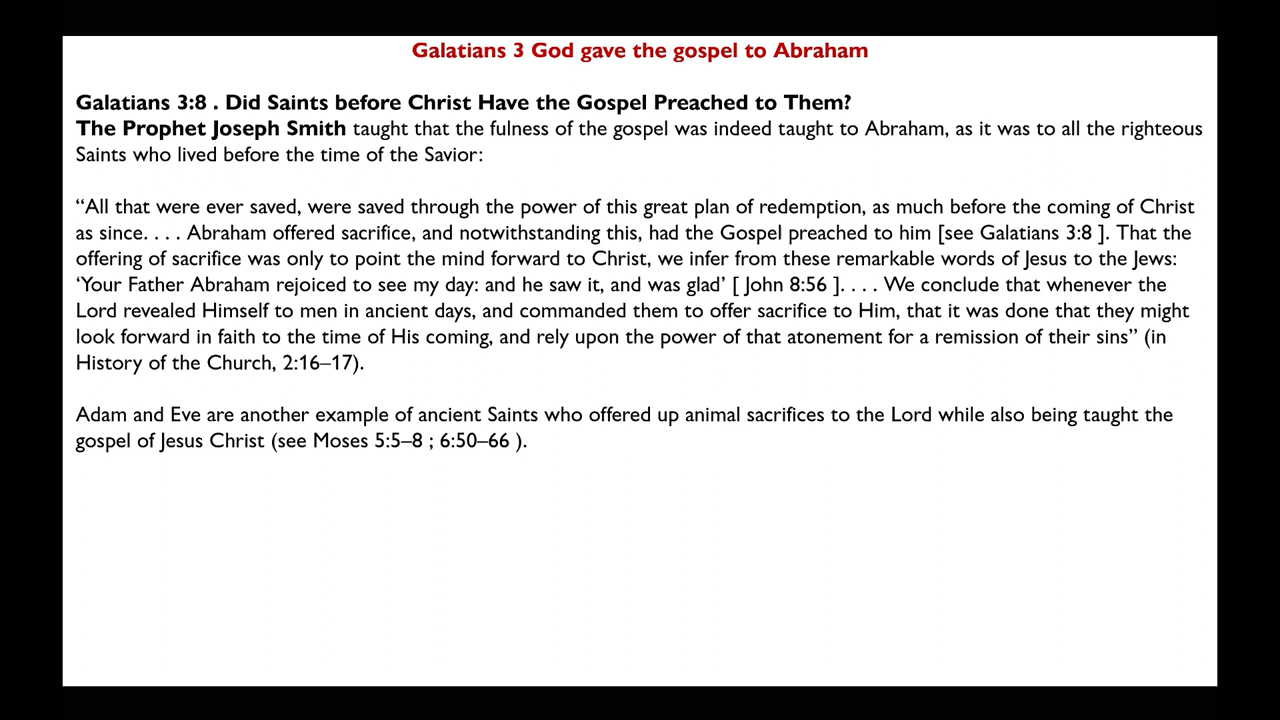 Galatians 3 God gave the gospel to Abraham
Galatians 3:8 . Did Saints before Christ Have the Gospel Preached to Them?
The Prophet Joseph Smith taught that the fulness of the gospel was indeed taught to Abraham, as it was to all the righteous
Saints who lived before the time of the Savior:
“All that were ever saved, were saved through the power of this great plan of redemption, as much before the coming of Christ
as since. . . . Abraham offered sacrifice, and notwithstanding this, had the Gospel preached to him [see Galatians 3:8 ]. That the
offering of sacrifice was only to point the mind forward to Christ, we infer from these remarkable words of Jesus to the Jews:
‘Your Father Abraham rejoiced to see my day: and he saw it, and was glad’ [ John 8:56 ]. . . . We conclude that whenever the
Lord revealed Himself to men in ancient days, and commanded them to offer sacrifice to Him, that it was done that they might
look forward in faith to the time of His coming, and rely upon the power of that atonement for a remission of their sins” (in
History of the Church, 2:16–17).
Adam and Eve are another example of ancient Saints who offered up animal sacrifices to the Lord while also being taught the
gospel of Jesus Christ (see Moses 5:5–8 ; 6:50–66 ).